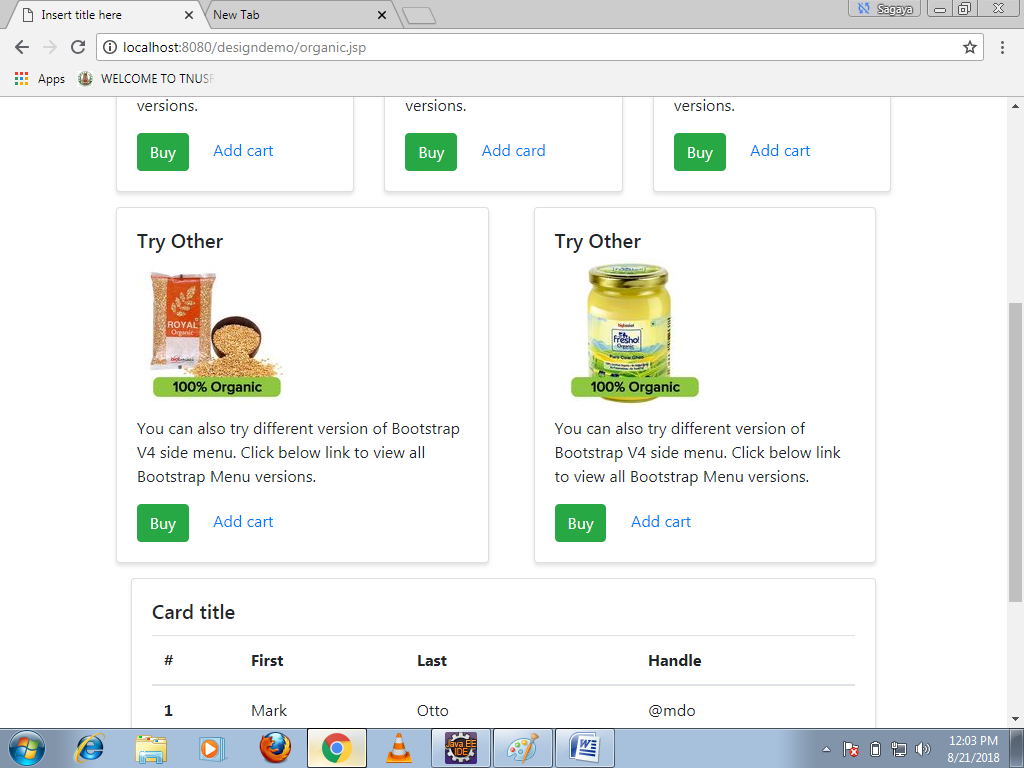 Insert title here
New Tab
Sagaya
localhost:8080/designdemo/organic.jsp
Apps
WELCOME TO TNUSF
versions.
versions.
versions.
Buy Add cart
Buy Add card
Buy Add cart
Try Other
ROYAL
Organic
100% Organic
You can also try different version of Bootstrap
V4 side menu. Click below link to view all
Bootstrap Menu versions.
Buy Add cart
Try Other
bigbasket
fresho!
Organic
Pure Cow Ghee
100% Organic
You can also try different version of
Bootstrap V4 side menu. Click below link
to view all Bootstrap Menu versions.
Buy Add cart
Card title
# First Last Handle
1 Mark Otto @mdo
Java EE
IDE
12:03 PM
8/21/2018